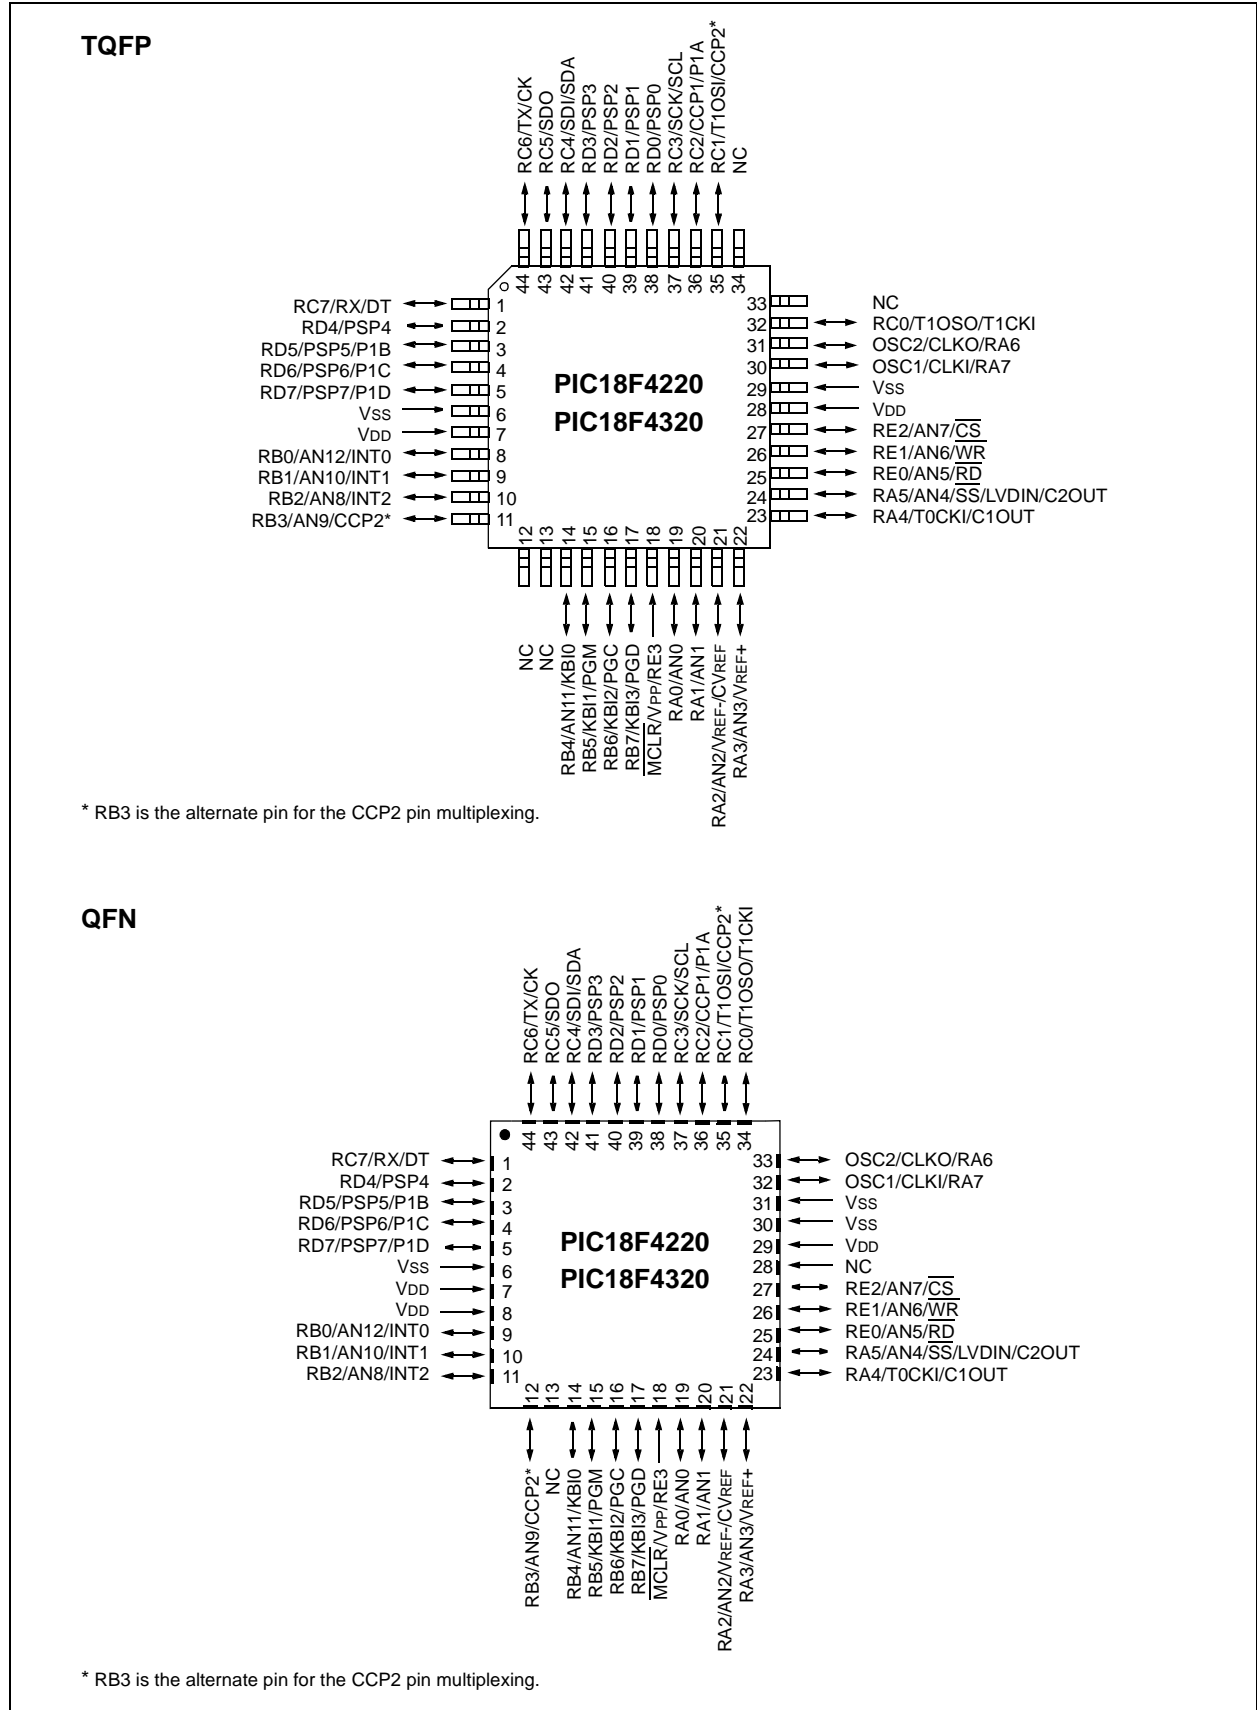 TQFP
RC6/TX/CK
RC5/SDO
RC4/SDI/SDA
RD3/PSP3
RD2/PSP2
RD1/PSP1
RD0/PSP0
RC3/SCK/SCL
RC2/CCP1/P1A
RC1/T1OSI/CCP2*
NC
44
43
42
41
40
39
38
37
36
35
34
RC7/RX/DT 1
RD4/PSP4 2
RD5/PSP5/P1B 3
RD6/PSP6/P1C 4
RD7/PSP7/P1D 5
VSS 6
VDD 7
RB0/AN12/INT0 8
RB1/AN10/INT1 9
RB2/AN8/INT2 10
RB3/AN9/CCP2* 11
PIC18F4220
PIC18F4320
33 NC
32 RC0/T1OSO/T1CKI
31 OSC2/CLKO/RA6
30 OSC1/CLKI/RA7
29 VSS
28 VDD
27 RE2/AN7/CS
26 RE1/AN6/WR
25 RE0/AN5/RD
24 RA5/AN4/SS/LVDIN/C2OUT
23 RA4/T0CKI/C1OUT
12
13
14
15
16
17
18
19
20
21
22
NC
NC
RB4/AN11/KBI0
RB5/KBI1/PGM
RB6/KBI2/PGC
RB7/KBI3/PGD
MCLR/VPP/RE3
RA0/AN0
RA1/AN1
RA2/AN2/VREF-/CVREF
RA3/AN3/VREF+
* RB3 is the alternate pin for the CCP2 pin multiplexing.
QFN
RC6/TX/CK
RC5/SDO
RC4/SDI/SDA
RD3/PSP3
RD2/PSP2
RD1/PSP1
RD0/PSP0
RC3/SCK/SCL
RC2/CCP1/P1A
RC1/T1OSI/CCP2*
RC0/T1OSO/T1CKI
44
43
42
41
40
39
38
37
36
35
34
RC7/RX/DT 1
RD4/PSP4 2
RD5/PSP5/P1B 3
RD6/PSP6/P1C 4
RD7/PSP7/P1D 5
VSS 6
VDD 7
VDD 8
RB0/AN12/INT0 9
RB1/AN10/INT1 10
RB2/AN8/INT2 11
PIC18F4220
PIC18F4320
33 OSC2/CLKO/RA6
32 OSC1/CLKI/RA7
31 VSS
30 VSS
29 VDD
28 NC
27 RE2/AN7/CS
26 RE1/AN6/WR
25 RE0/AN5/RD
24 RA5/AN4/SS/LVDIN/C2OUT
23 RA4/T0CKI/C1OUT
12
13
14
15
16
17
18
19
20
21
22
RB3/AN9/CCP2*
NC
RB4/AN11/KBI0
RB5/KBI1/PGM
RB6/KBI2/PGC
RB7/KBI3/PGD
MCLR/VPP/RE3
RA0/AN0
RA1/AN1
RA2/AN2/VREF-/CVREF
RA3/AN3/VREF+
* RB3 is the alternate pin for the CCP2 pin multiplexing.